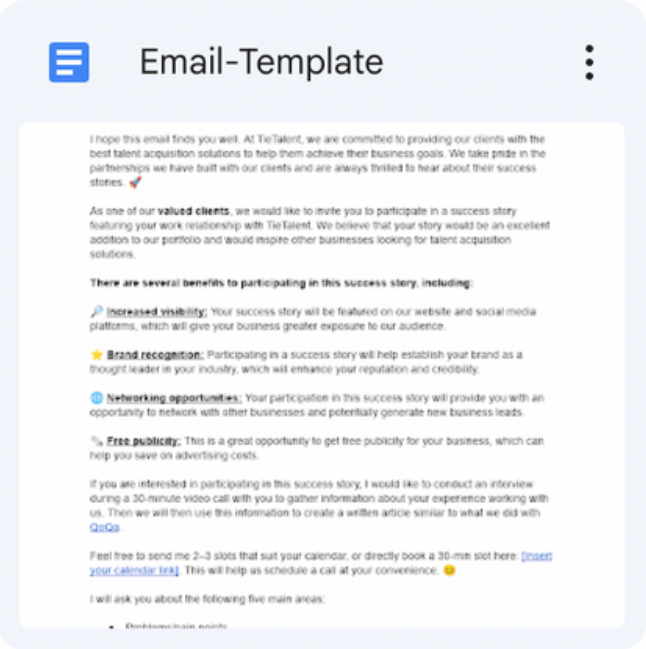 Email-Template
I hope this email finds you well. At TieTalent, we are committed to providing our clients with the
best talent acquisition solutions to help them achieve their business goals. We take pride in the
partnerships we have built with our clients and are always thrilled to hear about their success
stories. 🚀
As one of our valued clients, we would like to invite you to participate in a success story
featuring your work relationship with TieTalent. We believe that your story would be an excellent
addition to our portfolio and would inspire other businesses looking for talent acquisition
solutions.
There are several benefits to participating in this success story, including:
🔎 Increased visibility: Your success story will be featured on our website and social media
platforms, which will give your business greater exposure to our audience.
⭐ Brand recognition: Participating in a success story will help establish your brand as a
thought leader in your industry, which will enhance your reputation and credibility.
🌐 Networking opportunities: Your participation in this success story will provide you with an
opportunity to network with other businesses and potentially generate new business leads.
🗞️ Free publicity: This is a great opportunity to get free publicity for your business, which can
help you save on advertising costs.
If you are interested in participating in this success story, I would like to conduct an interview
during a 30-minute video call with you to gather information about your experience working with
us. Then we will then use this information to create a written article similar to what we did with
QoQa.
Feel free to send me 2–3 slots that suit your calendar, or directly book a 30-min slot here: [Insert
your calendar link]. This will help us schedule a call at your convenience. 😊
I will ask you about the following five main areas:
• Problems/pain points